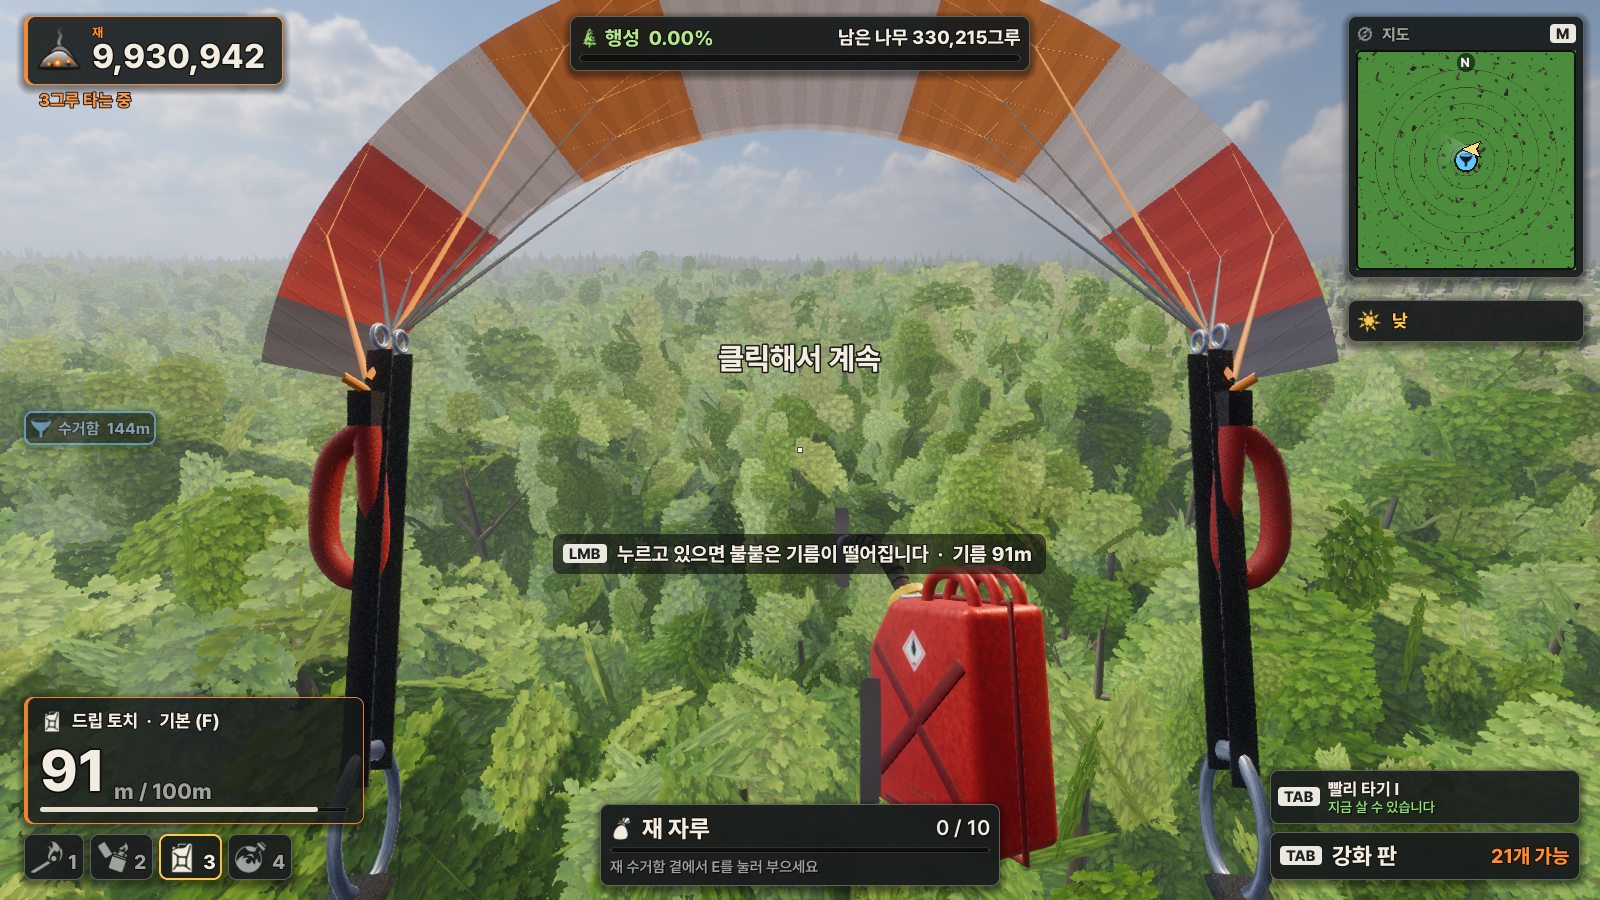 재
9,930,942
3그루 타는 중
행성 0.00%
남은 나무 330,215그루
지도
M
N
낮
클릭해서 계속
수거함 144m
LMB 누르고 있으면 불붙은 기름이 떨어집니다 · 기름 91m
드립 토치 · 기본 (F)
91 m / 100m
1
2
3
4
재 자루
0 / 10
재 수거함 곁에서 E를 눌러 부으세요
TAB
빨리 타기 I
지금 살 수 있습니다
TAB
강화 판
21개 가능